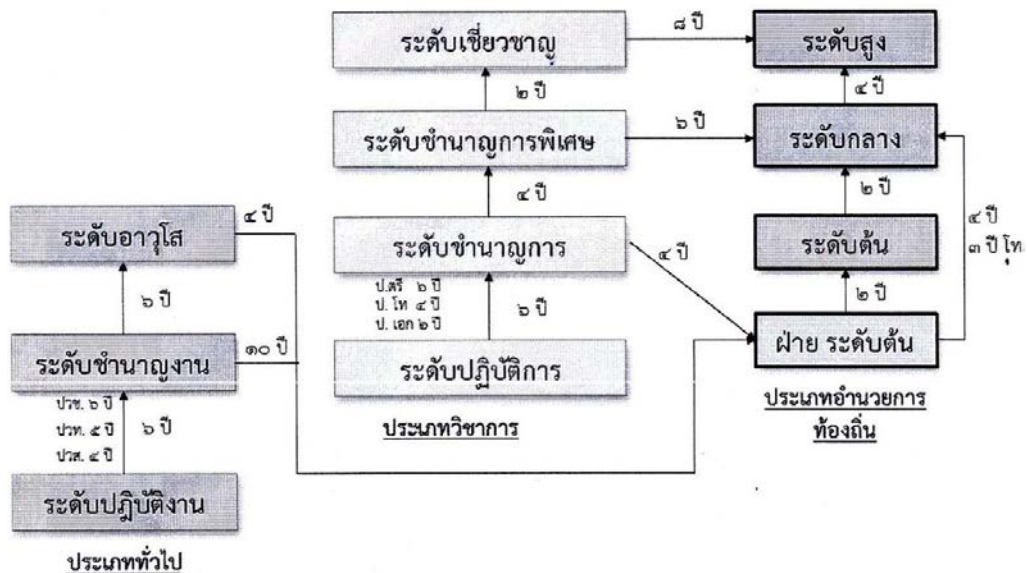 ระดับเชี่ยวชาญ
๘ ปี
ระดับสูง
๒ ปี
๔ ปี
ระดับชำนาญการพิเศษ
๖ ปี
ระดับกลาง
๔ ปี
๒ ปี
ระดับอาวุโส
๔ ปี
ระดับชำนาญการ
๔ ปี
ระดับต้น
๔ ปี
๓ ปี โท
๖ ปี
ป.ตรี ๖ ปี
ป. โท ๔ ปี
ป. เอก ๒ ปี
๖ ปี
๒ ปี
ระดับชำนาญงาน
๑๐ ปี
ระดับปฏิบัติการ
ฝ่าย ระดับต้น
ปวช. ๖ ปี
ปวท. ๕ ปี
ปวส. ๔ ปี
๖ ปี
ประเภทวิชาการ
ประเภทอำนวยการ
ท้องถิ่น
ระดับปฏิบัติงาน
ประเภททั่วไป